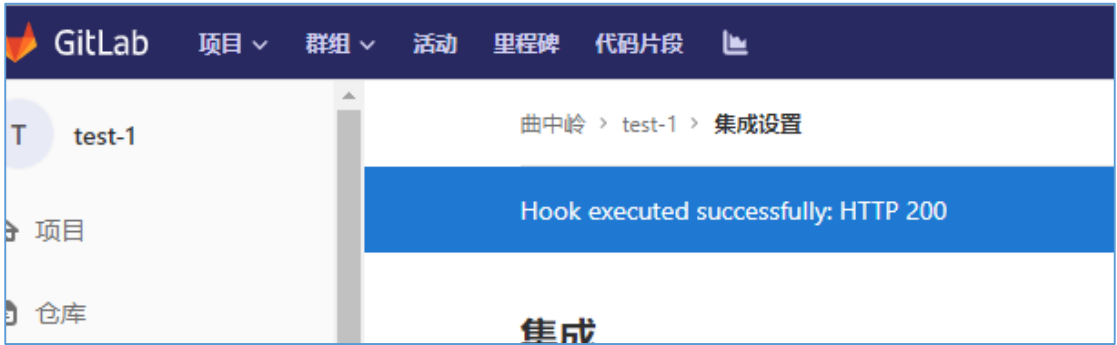 GitLab 项目 群组 活动 里程碑 代码片段
T test-1
曲中岭 > test-1 > 集成设置
Hook executed successfully: HTTP 200
项目
仓库
集成